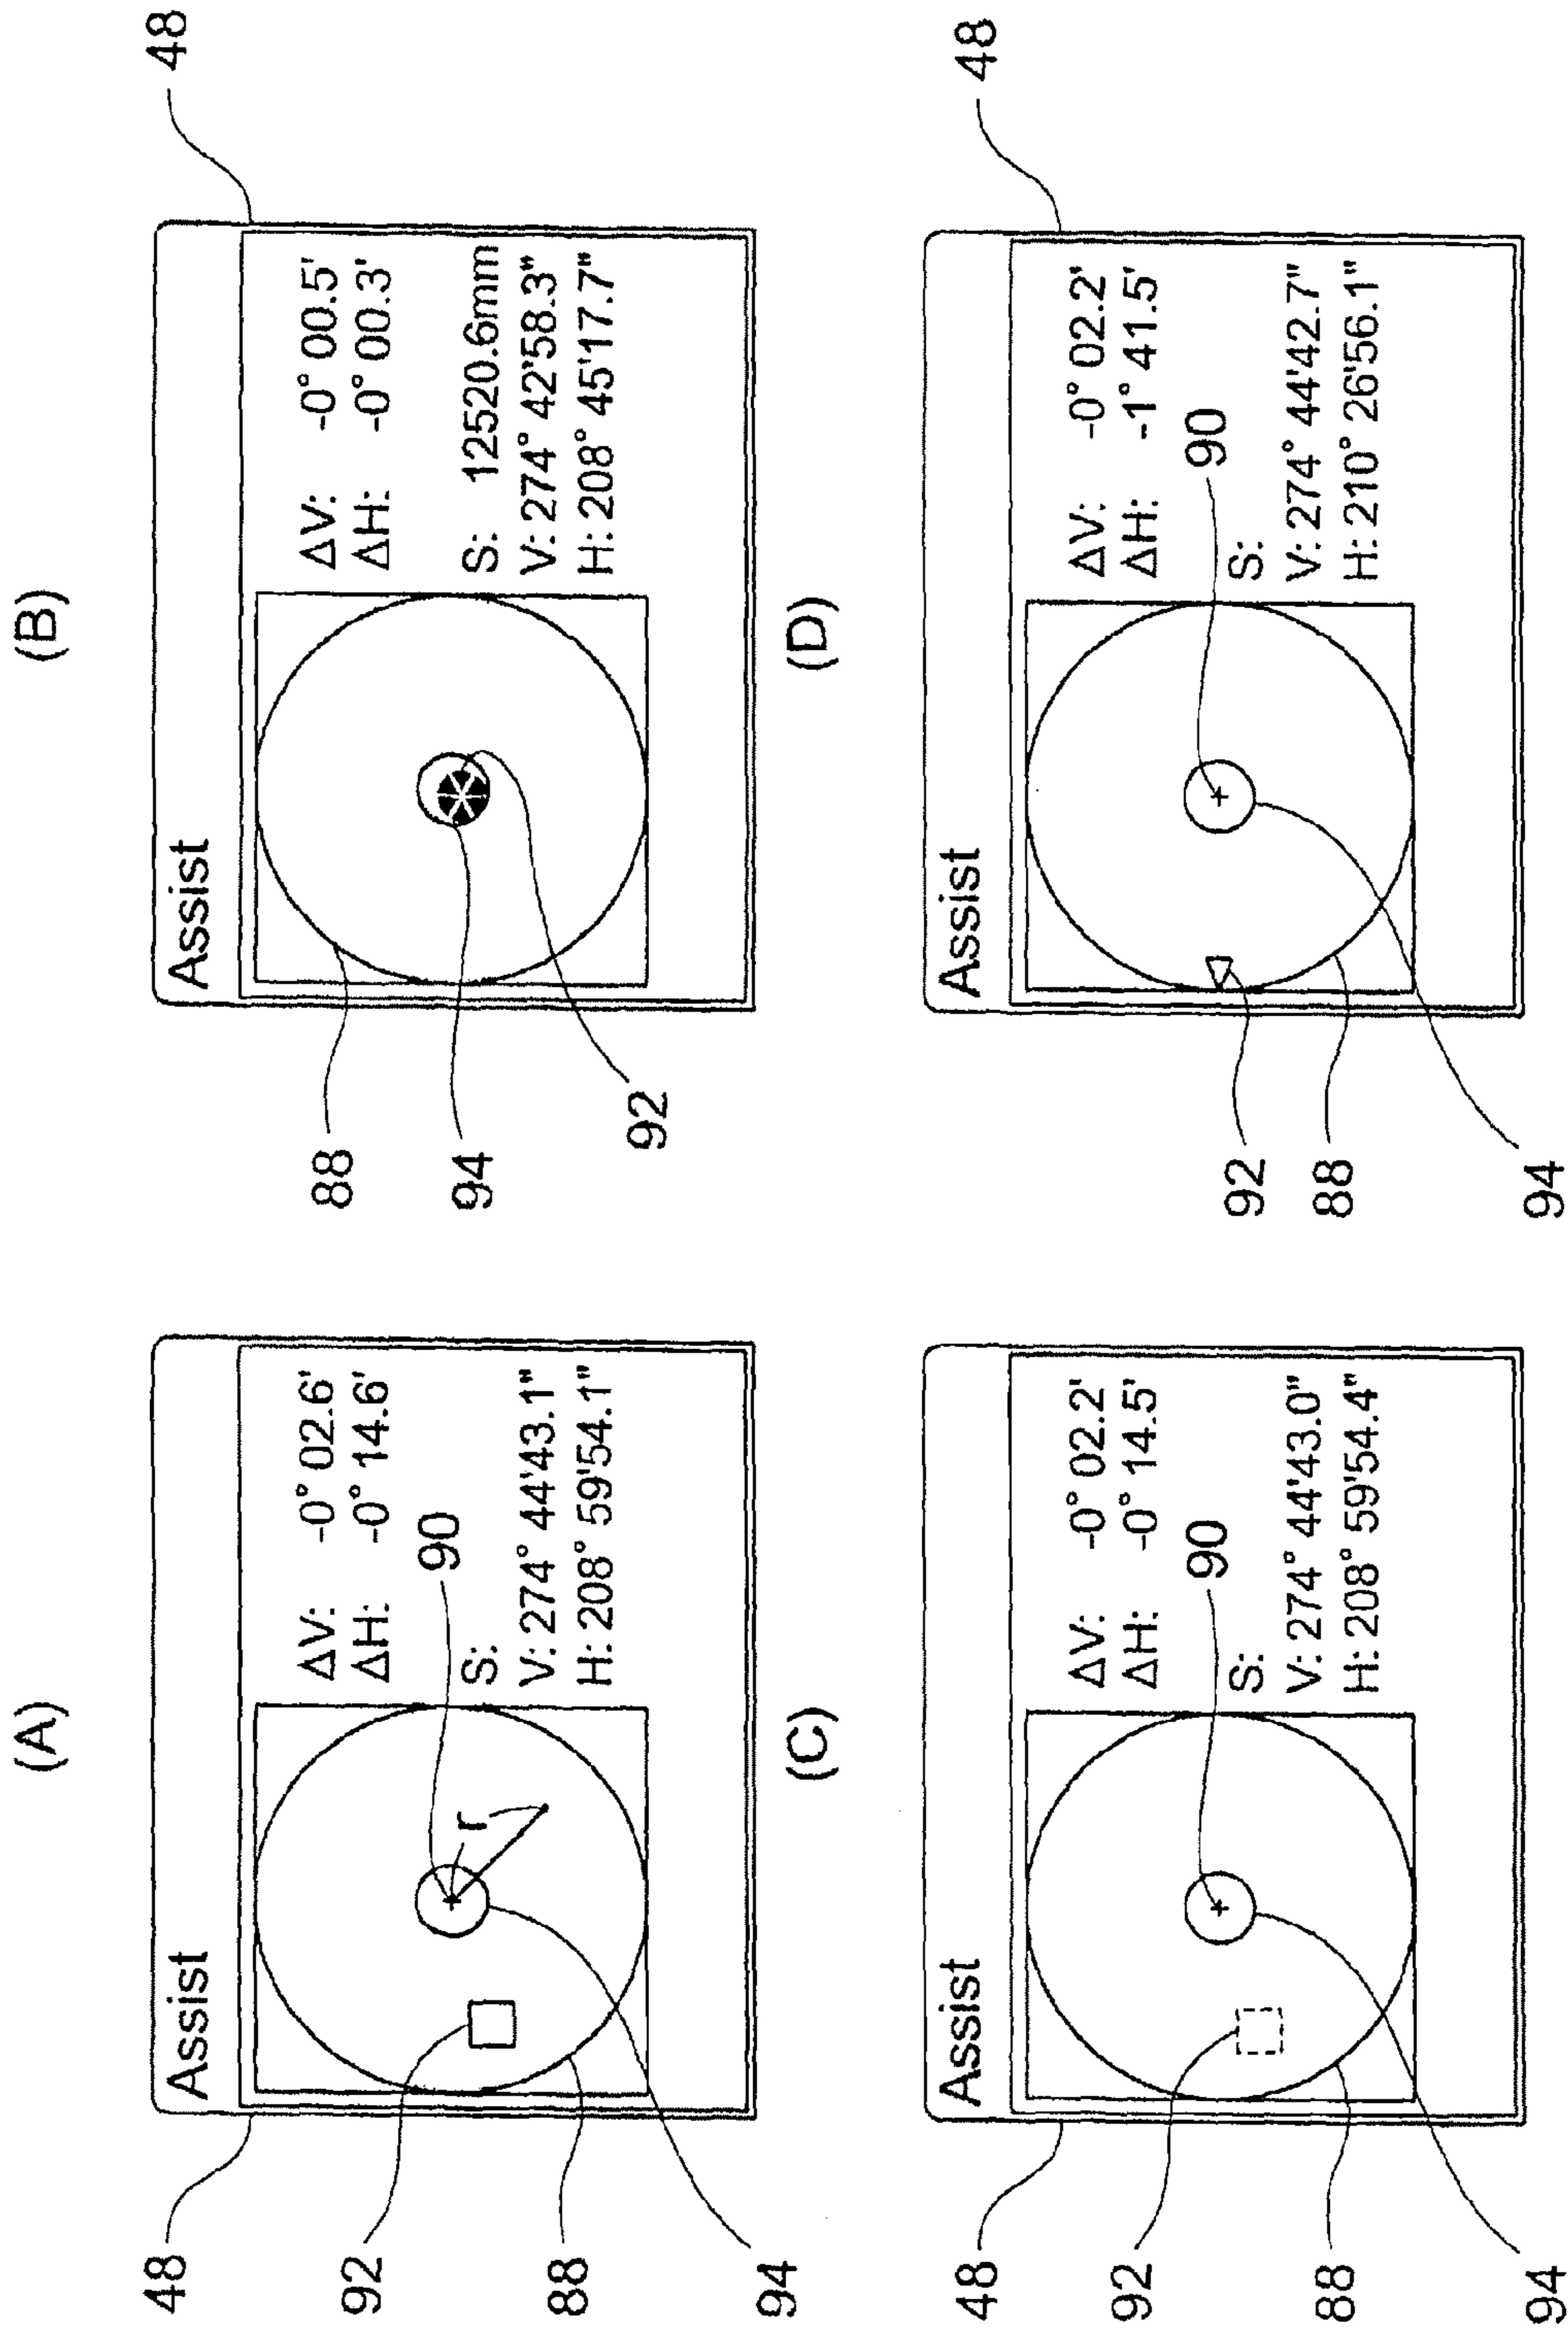 (A)
48
Assist
ΔV: -0° 02.6'
ΔH: -0° 14.6'
90
r
S:
V: 274° 44'43.1"
H: 208° 59'54.1"
92
88
94
(B)
48
Assist
ΔV: -0° 00.5'
ΔH: -0° 00.3'
S: 12520.6mm
V: 274° 42'58.3"
H: 208° 45'17.7"
88
94
92
(C)
48
Assist
ΔV: -0° 02.2'
ΔH: -0° 14.5'
90
S:
V: 274° 44'43.0"
H: 208° 59'54.4"
92
88
94
(D)
48
Assist
ΔV: -0° 02.2'
ΔH: -1° 41.5'
90
S:
V: 274° 44'42.7"
H: 210° 26'56.1"
92
88
94